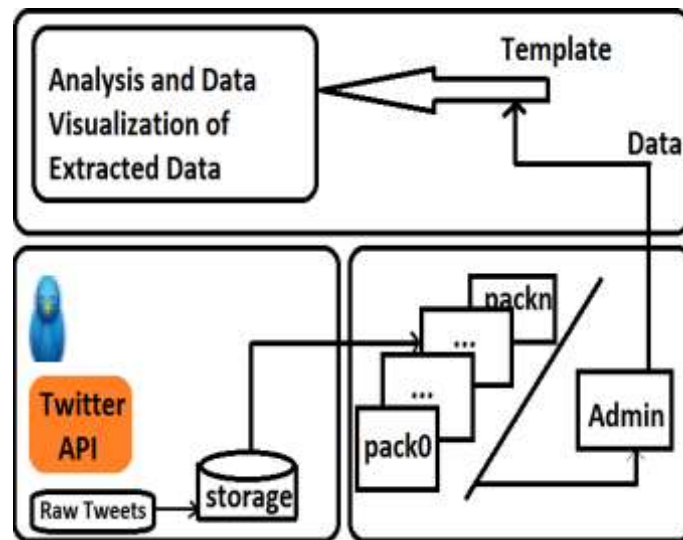 Template
Analysis and Data
Visualization of
Extracted Data
Data
packn
...
...
pack0
Admin
Twitter
API
Raw Tweets
storage